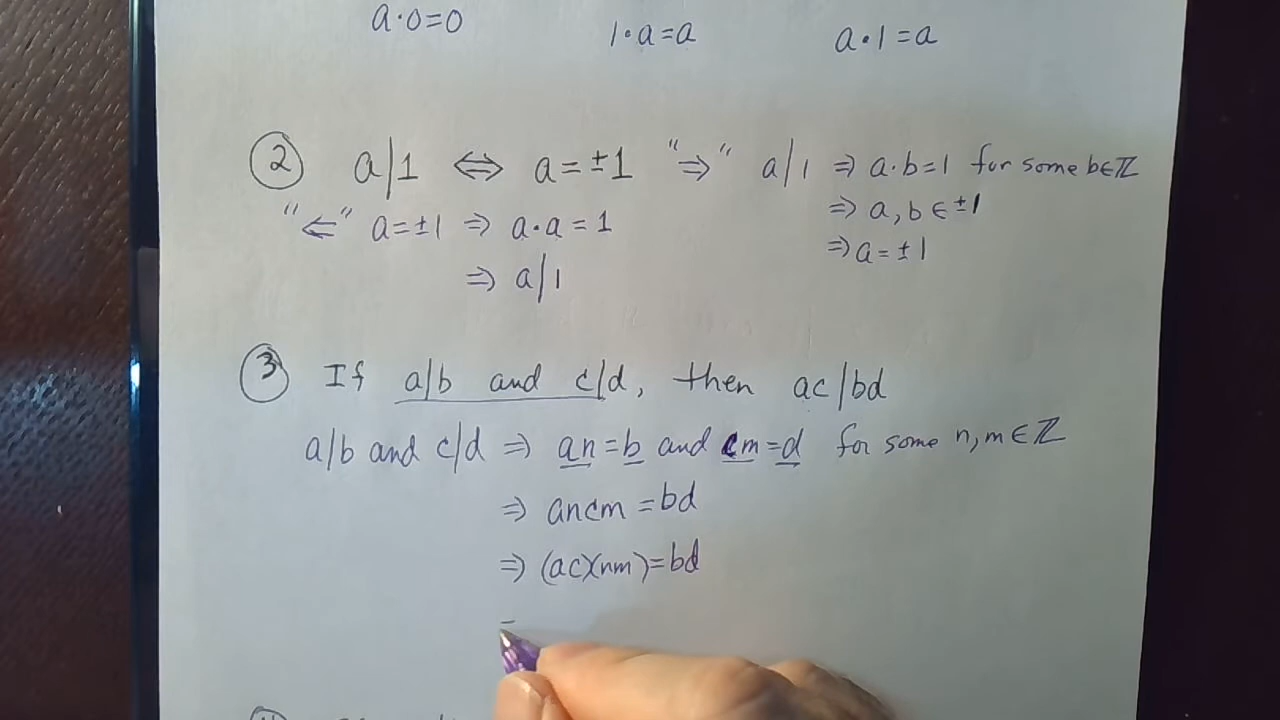 a·0=0 1·a=a a·1=a
② a|1 ⇔ a=±1 "⇒" a|1 ⇒ a·b=1 for some b∈ℤ
"⇐" a=±1 ⇒ a·a=1 ⇒ a,b∈±1
⇒ a=±1
⇒ a|1
③ If a|b and c|d, then ac|bd
a|b and c|d ⇒ an=b and cm=d for some n,m∈ℤ
⇒ ancm=bd
⇒ (ac)(nm)=bd